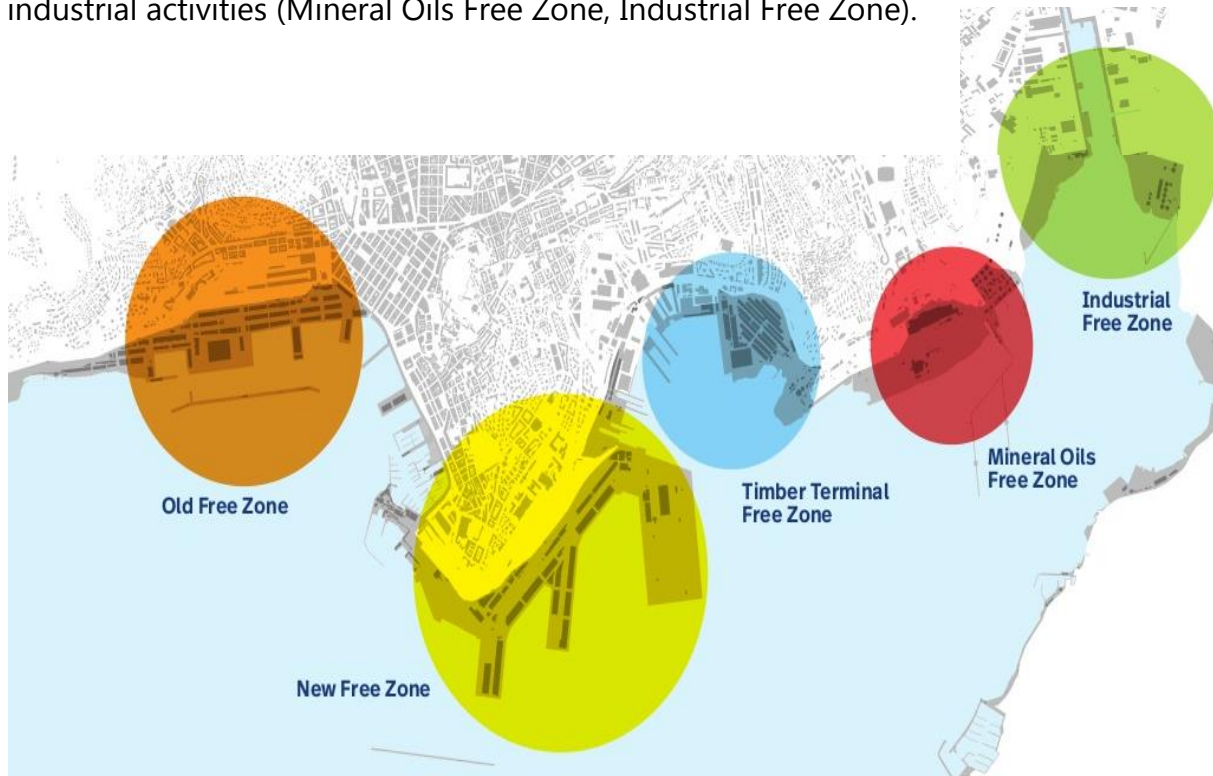 industrial activities (Mineral Oils Free Zone, Industrial Free Zone).
Industrial
Free Zone
Mineral Oils
Free Zone
Timber Terminal
Free Zone
Old Free Zone
New Free Zone